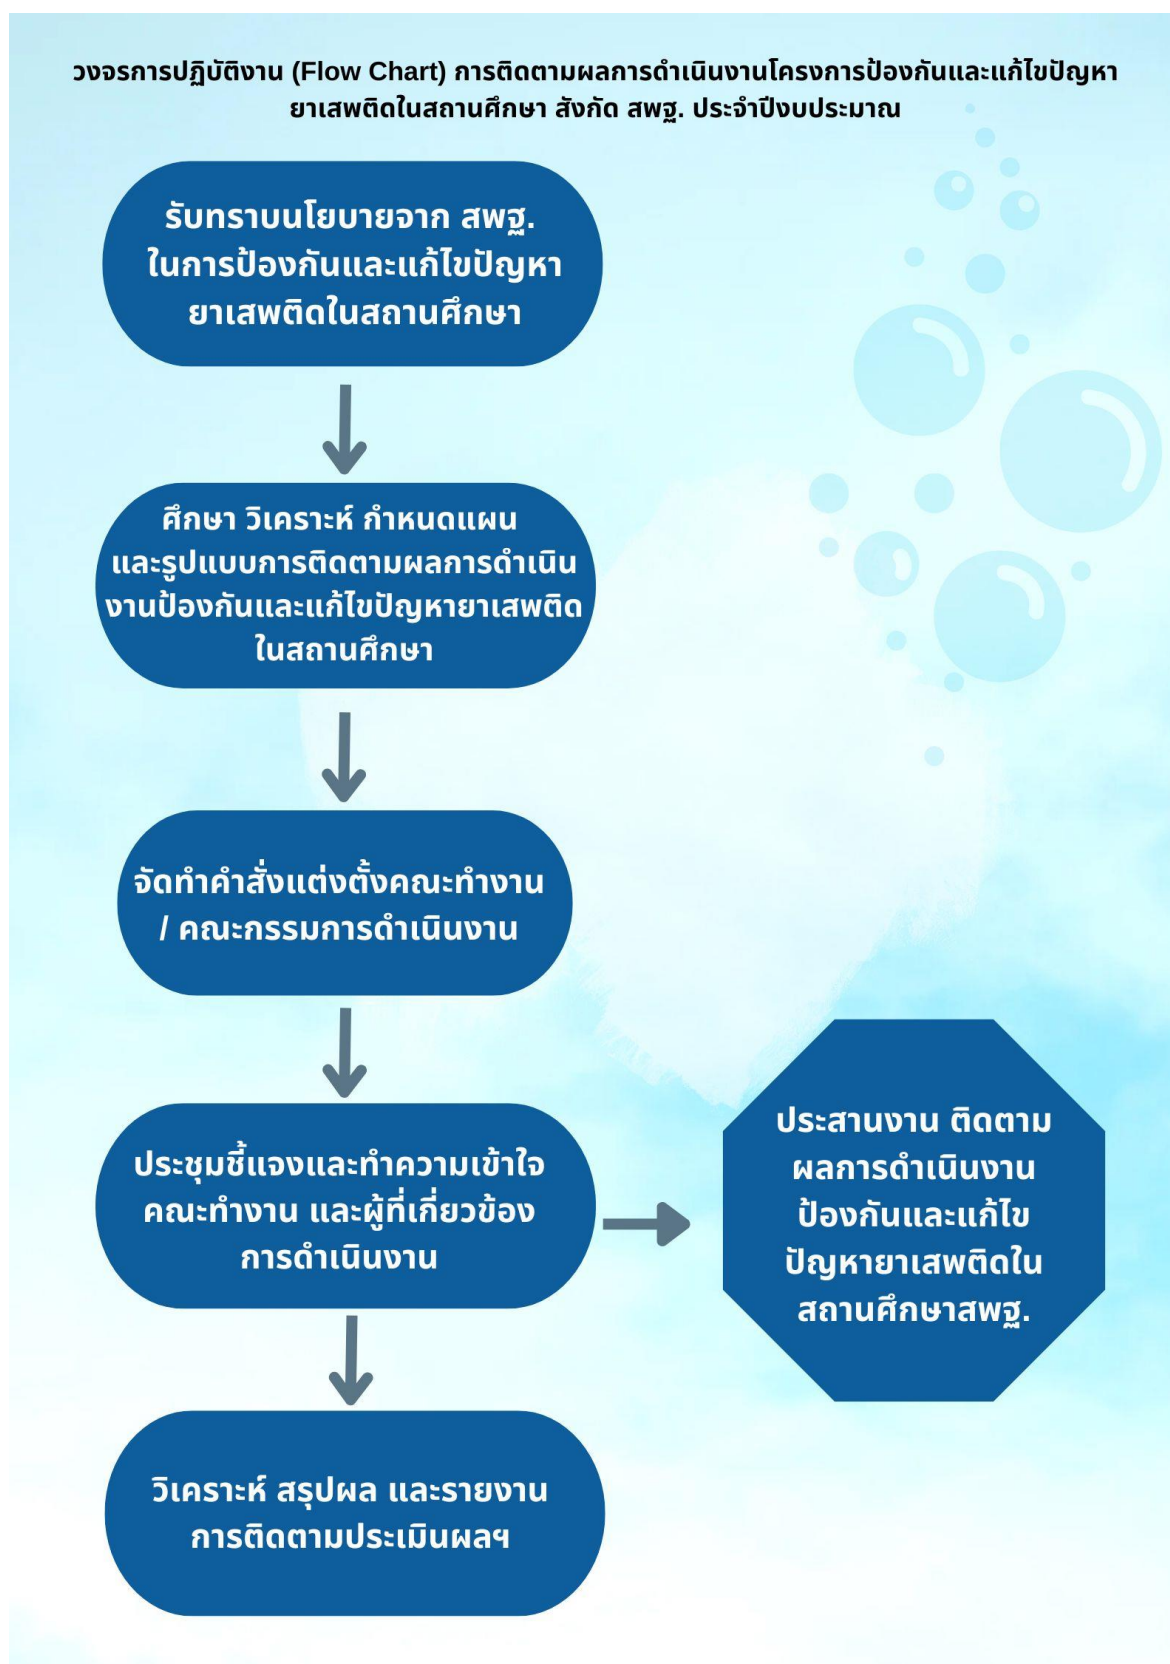 วงจรการปฏิบัติงาน (Flow Chart) การติดตามผลการดำเนินงานโครงการป้องกันและแก้ไขปัญหา
ยาเสพติดในสถานศึกษา สังกัด สพฐ. ประจำปีงบประมาณ
รับทราบนโยบายจาก สพฐ.
ในการป้องกันและแก้ไขปัญหา
ยาเสพติดในสถานศึกษา
ศึกษา วิเคราะห์ กำหนดแผน
และรูปแบบการติดตามผลการดำเนิน
งานป้องกันและแก้ไขปัญหายาเสพติด
ในสถานศึกษา
จัดทำคำสั่งแต่งตั้งคณะทำงาน
/ คณะกรรมการดำเนินงาน
ประชุมชี้แจงและทำความเข้าใจ
คณะทำงาน และผู้ที่เกี่ยวข้อง
การดำเนินงาน
ประสานงาน ติดตาม
ผลการดำเนินงาน
ป้องกันและแก้ไข
ปัญหายาเสพติดใน
สถานศึกษาสพฐ.
วิเคราะห์ สรุปผล และรายงาน
การติดตามประเมินผลฯ